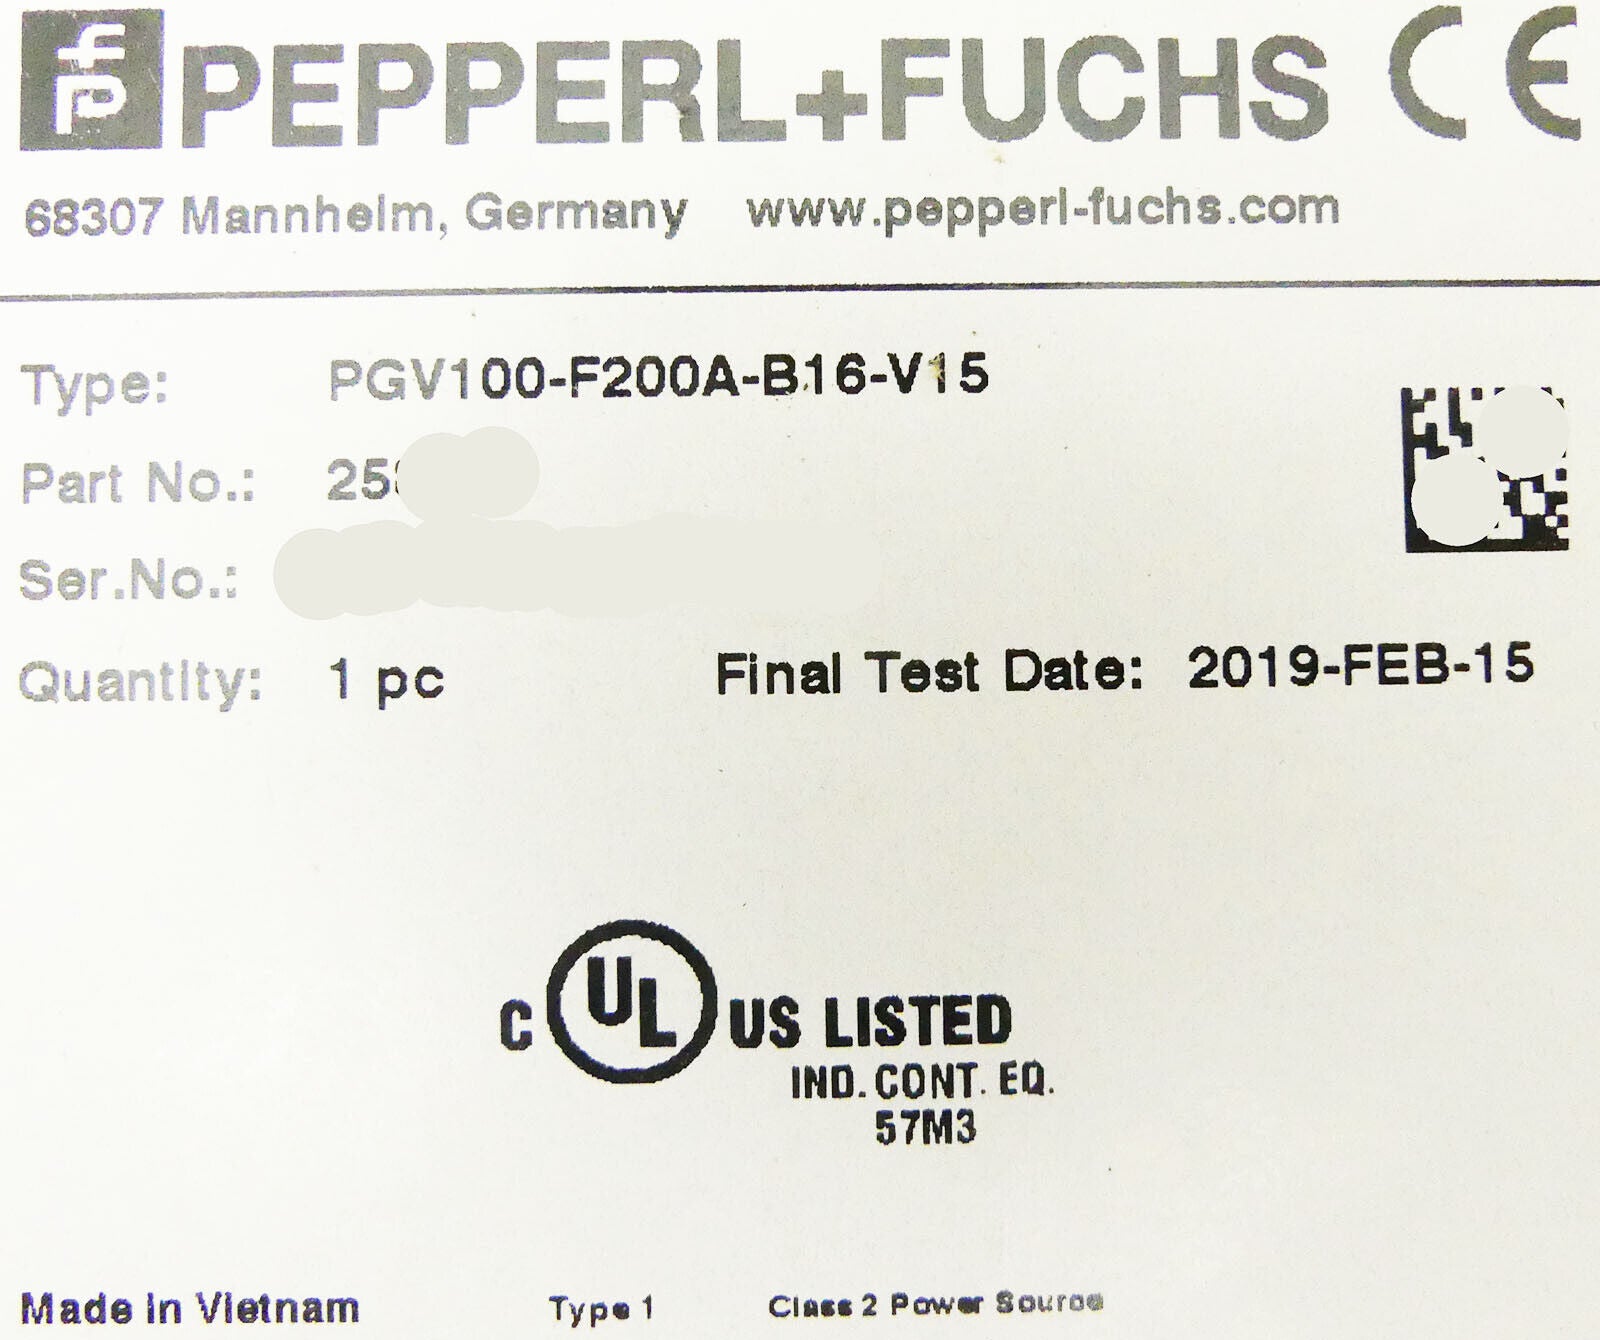 fp PEPPERL+FUCHS CE
68307 Mannheim, Germany www.pepperl-fuchs.com
Type: PGV100-F200A-B16-V15
Part No.: 25
Ser.No.:
Quantity: 1 pc Final Test Date: 2019-FEB-15
C UL US LISTED
IND. CONT. EQ.
57M3
Made in Vietnam Type 1 Class 2 Power Source